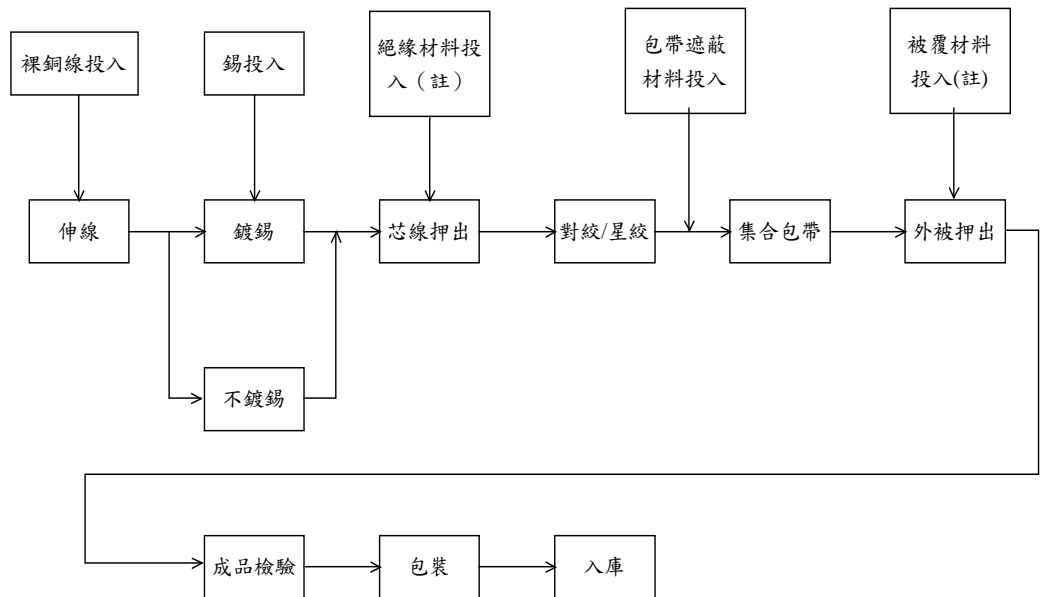 裸銅線投入
錫投入
絕緣材料投
入（註）
包帶遮蔽
材料投入
被覆材料
投入(註)
伸線
鍍錫
芯線押出
對絞/星絞
集合包帶
外被押出
不鍍錫
成品檢驗
包裝
入庫